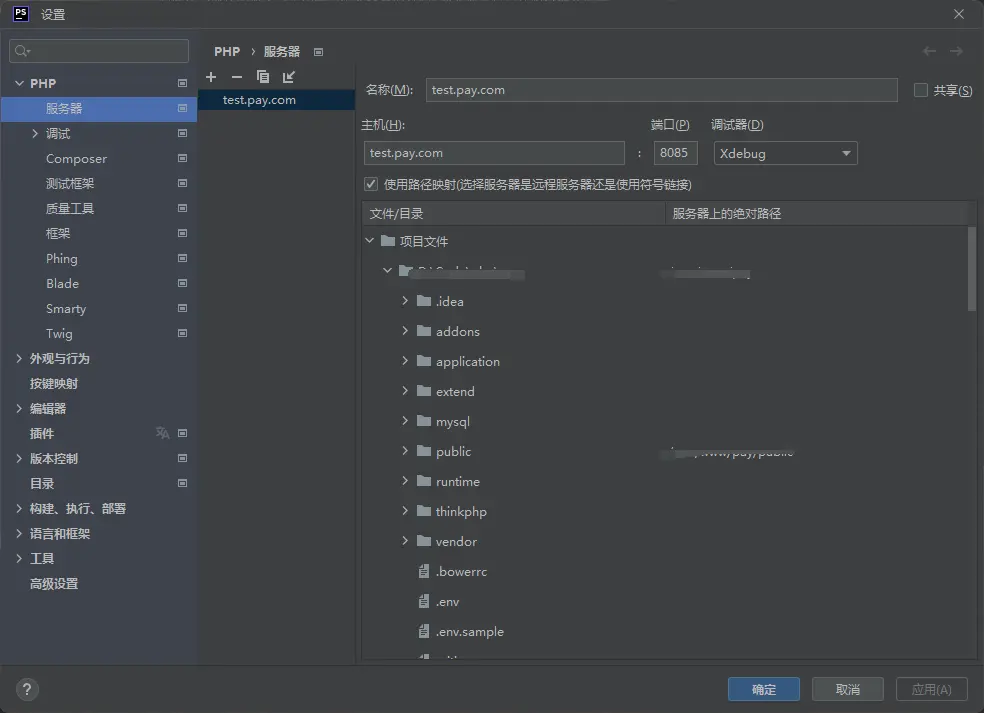 PS 设置
PHP › 服务器
PHP
服务器
调试
Composer
测试框架
质量工具
框架
Phing
Blade
Smarty
Twig
外观与行为
按键映射
编辑器
插件
版本控制
目录
构建、执行、部署
语言和框架
工具
高级设置
test.pay.com
名称(M): test.pay.com 共享(S)
主机(H): 端口(P) 调试器(D)
test.pay.com : 8085 Xdebug
使用路径映射(选择服务器是远程服务器还是使用符号链接)
文件/目录 服务器上的绝对路径
项目文件
.idea
addons
application
extend
mysql
public /pay/public
runtime
thinkphp
vendor
.bowerrc
.env
.env.sample
? 确定 取消 应用(A)